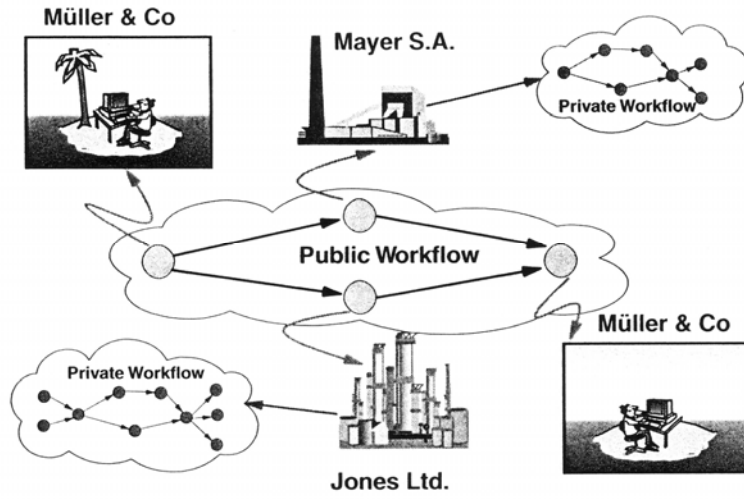 Müller & Co
Mayer S.A.
Private Workflow
Public Workflow
Müller & Co
Private Workflow
Jones Ltd.